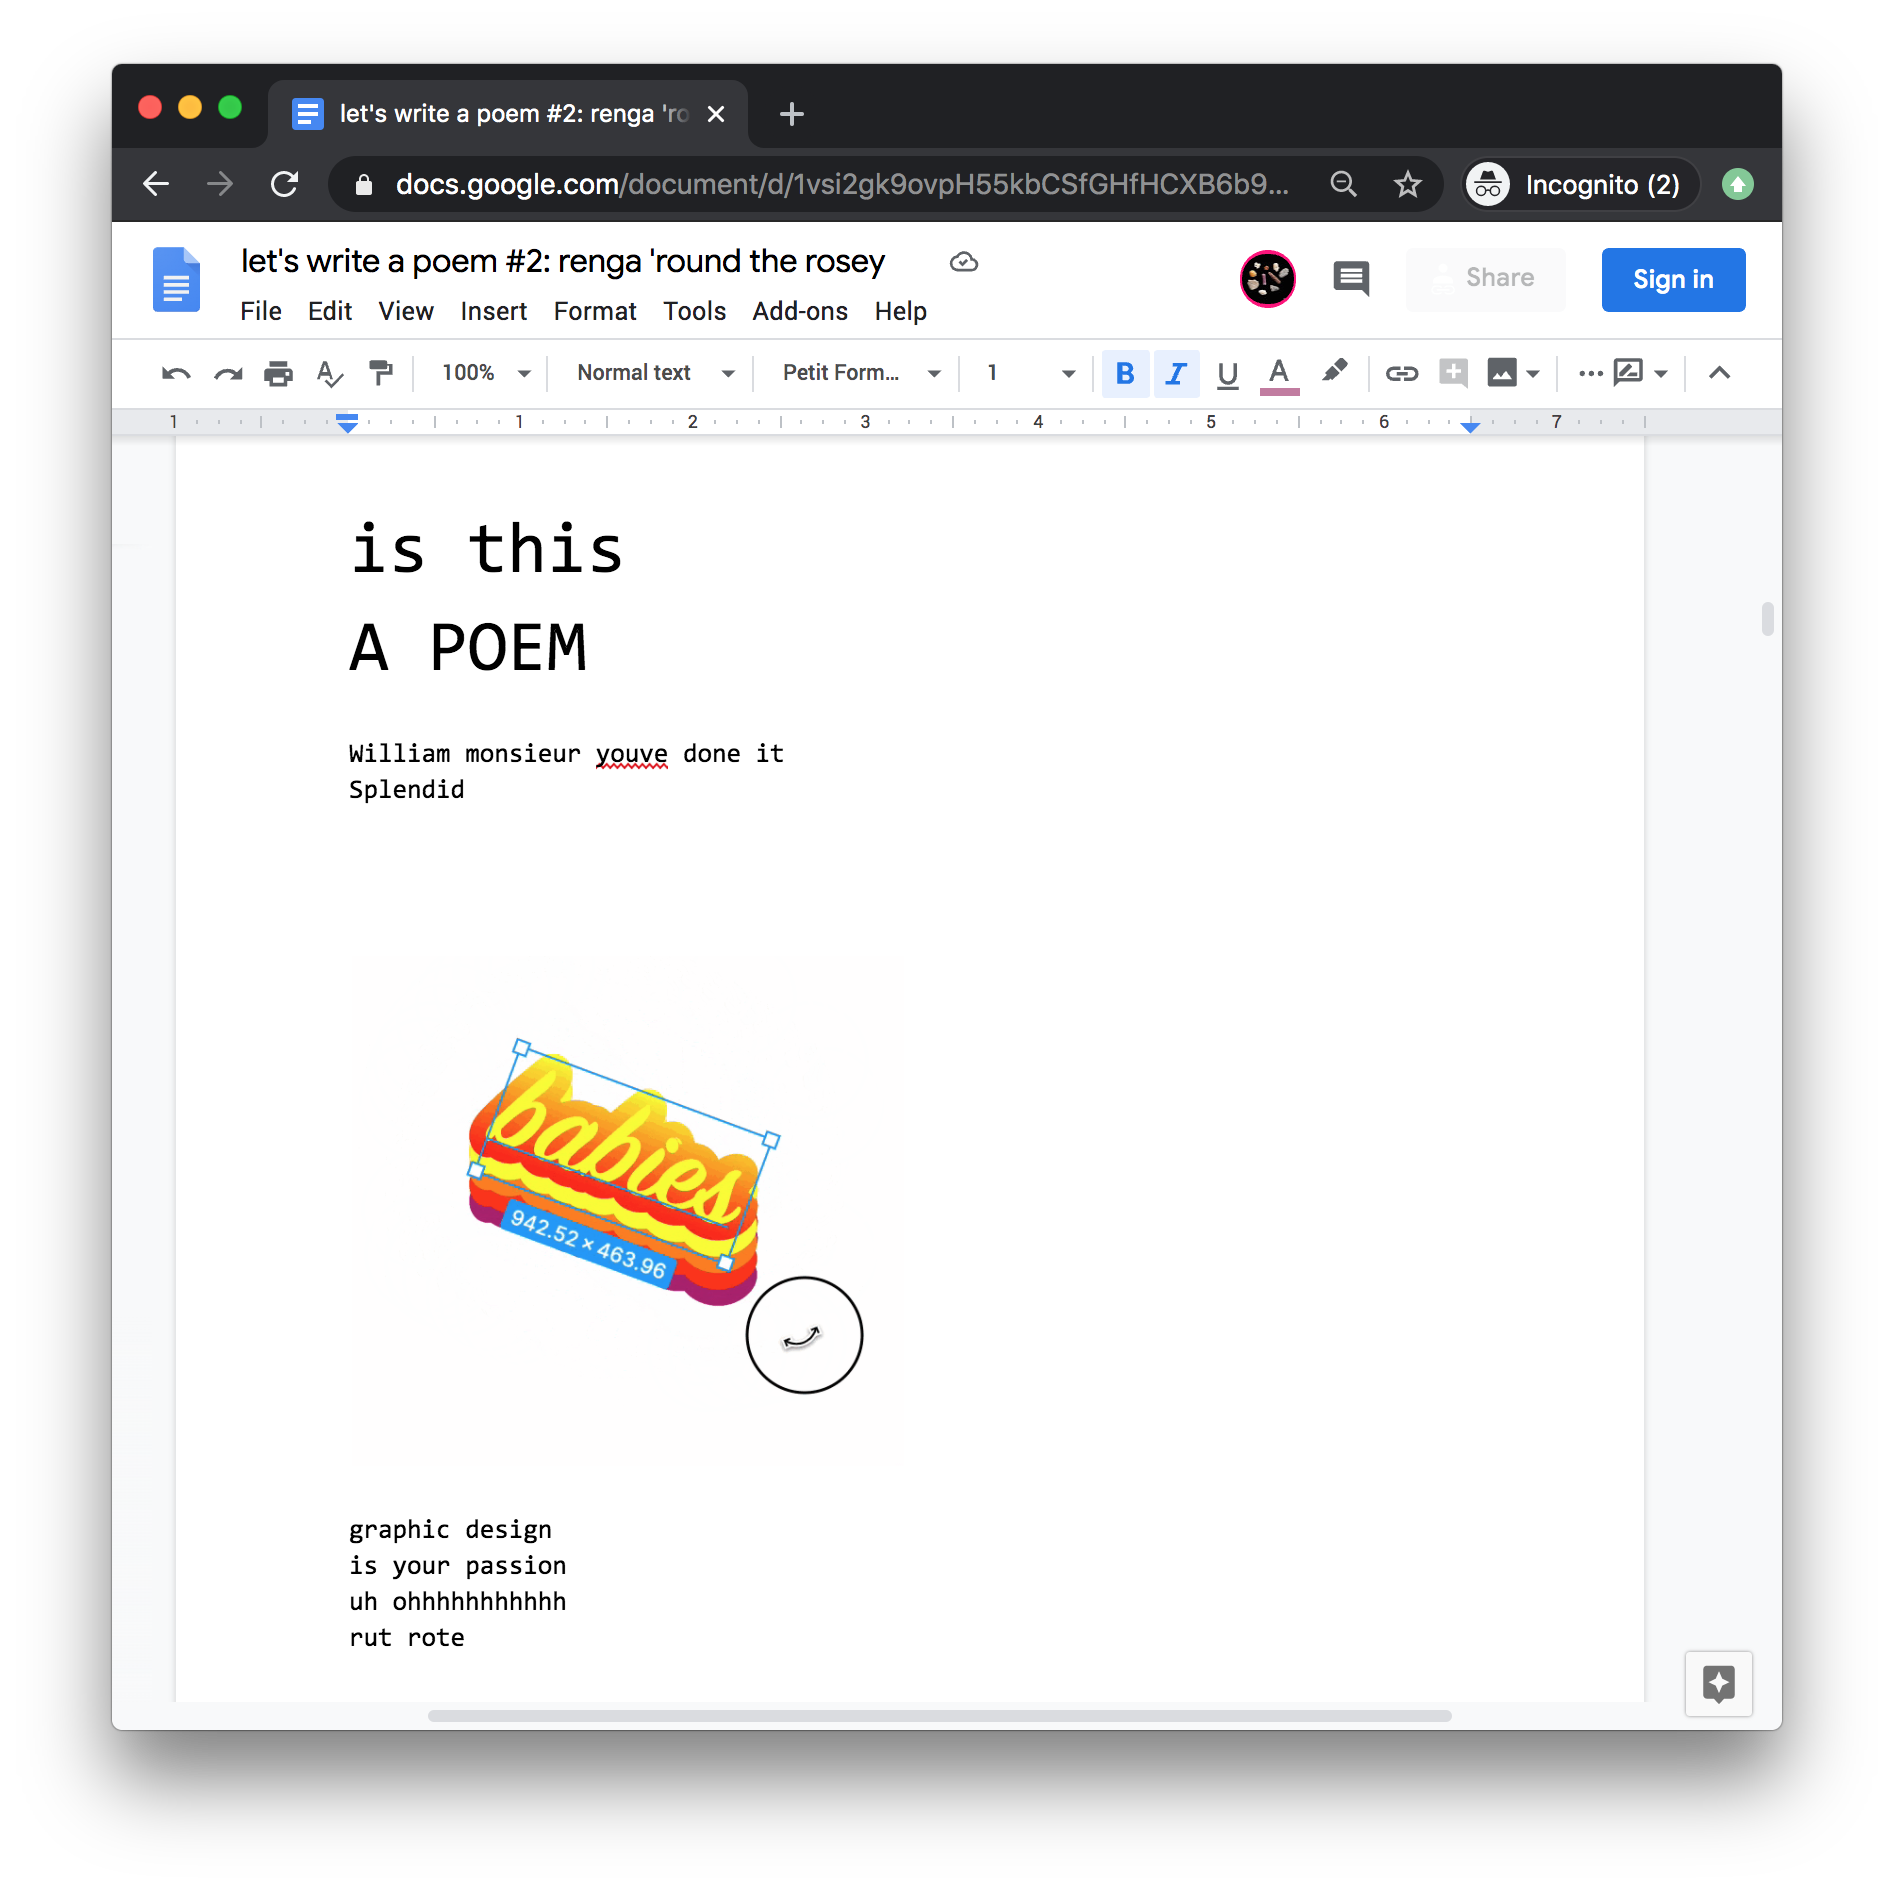 let's write a poem #2: renga 'ro
docs.google.com/document/d/1vsi2gk9ovpH55kbCSfGHfHCXB6b9...
Incognito (2)
let's write a poem #2: renga 'round the rosey
File Edit View Insert Format Tools Add-ons Help
Share
Sign in
100% Normal text Petit Form... 1 B I U A
1 1 2 3 4 5 6 7
is this
A POEM
William monsieur youve done it
Splendid
babies
942.52 × 463.96
graphic design
is your passion
uh ohhhhhhhhhhh
rut rote